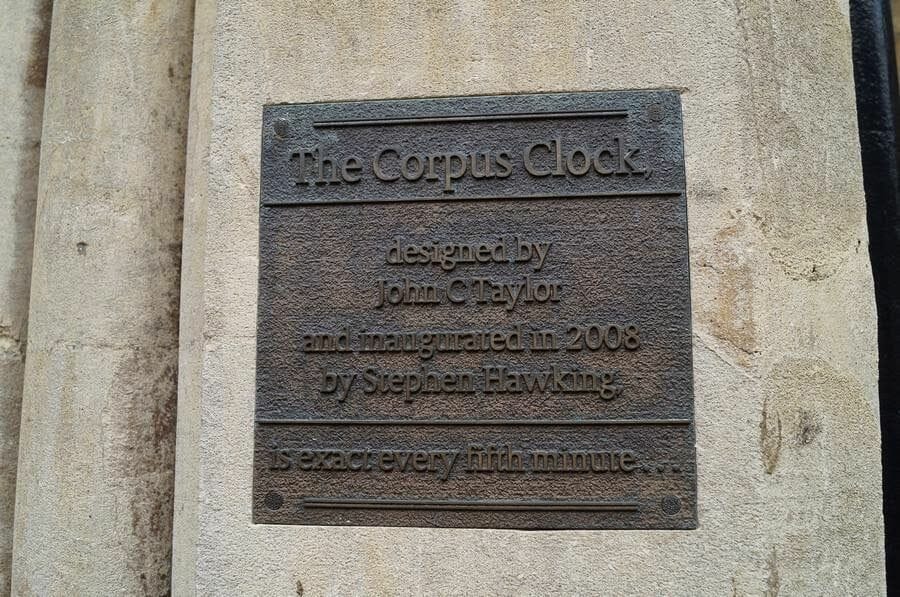 The Corpus Clock,
designed by
John C Taylor
and inaugurated in 2008
by Stephen Hawking,
is exact every fifth minute . . .